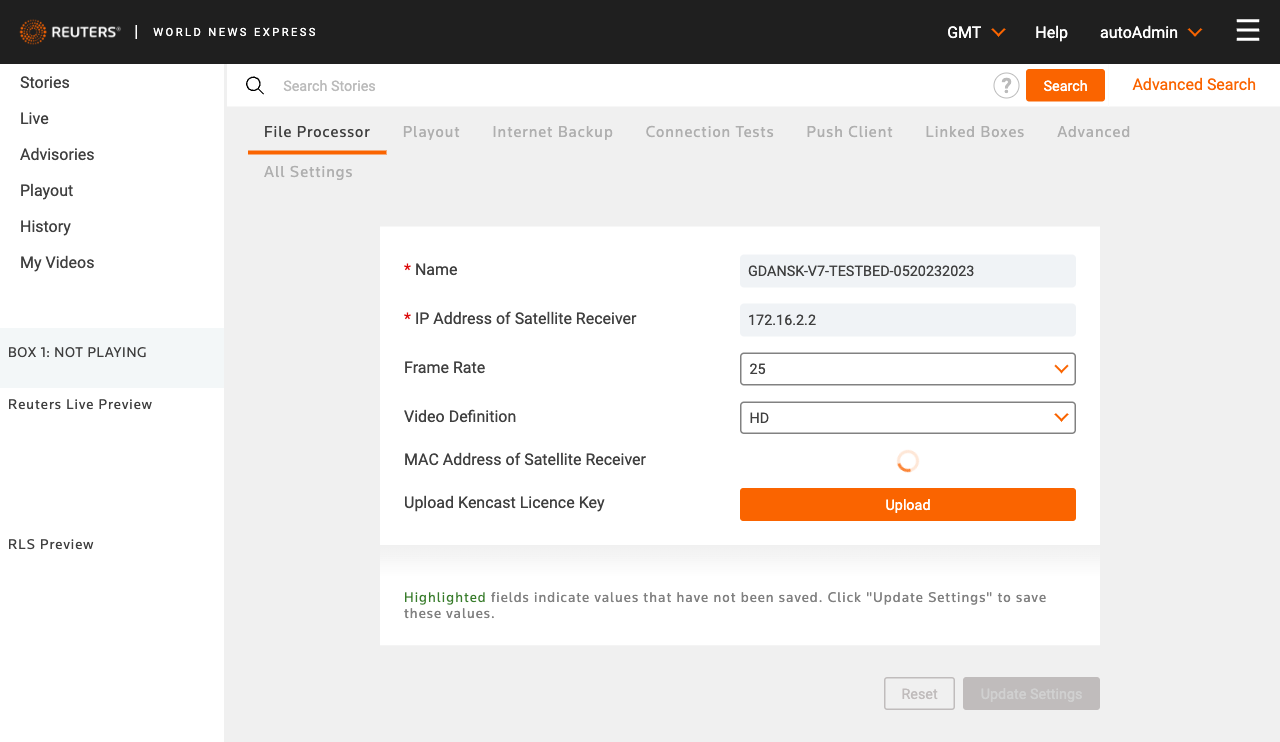 REUTERS® | WORLD NEWS EXPRESS
GMT
Help
autoAdmin
Stories
Live
Advisories
Playout
History
My Videos
BOX 1: NOT PLAYING
Reuters Live Preview
RLS Preview
Search Stories
?
Search
Advanced Search
File Processor
Playout
Internet Backup
Connection Tests
Push Client
Linked Boxes
Advanced
All Settings
* Name
GDANSK-V7-TESTBED-0520232023
* IP Address of Satellite Receiver
172.16.2.2
Frame Rate
25
Video Definition
HD
MAC Address of Satellite Receiver
Upload Kencast Licence Key
Upload
Highlighted fields indicate values that have not been saved. Click "Update Settings" to save
these values.
Reset
Update Settings